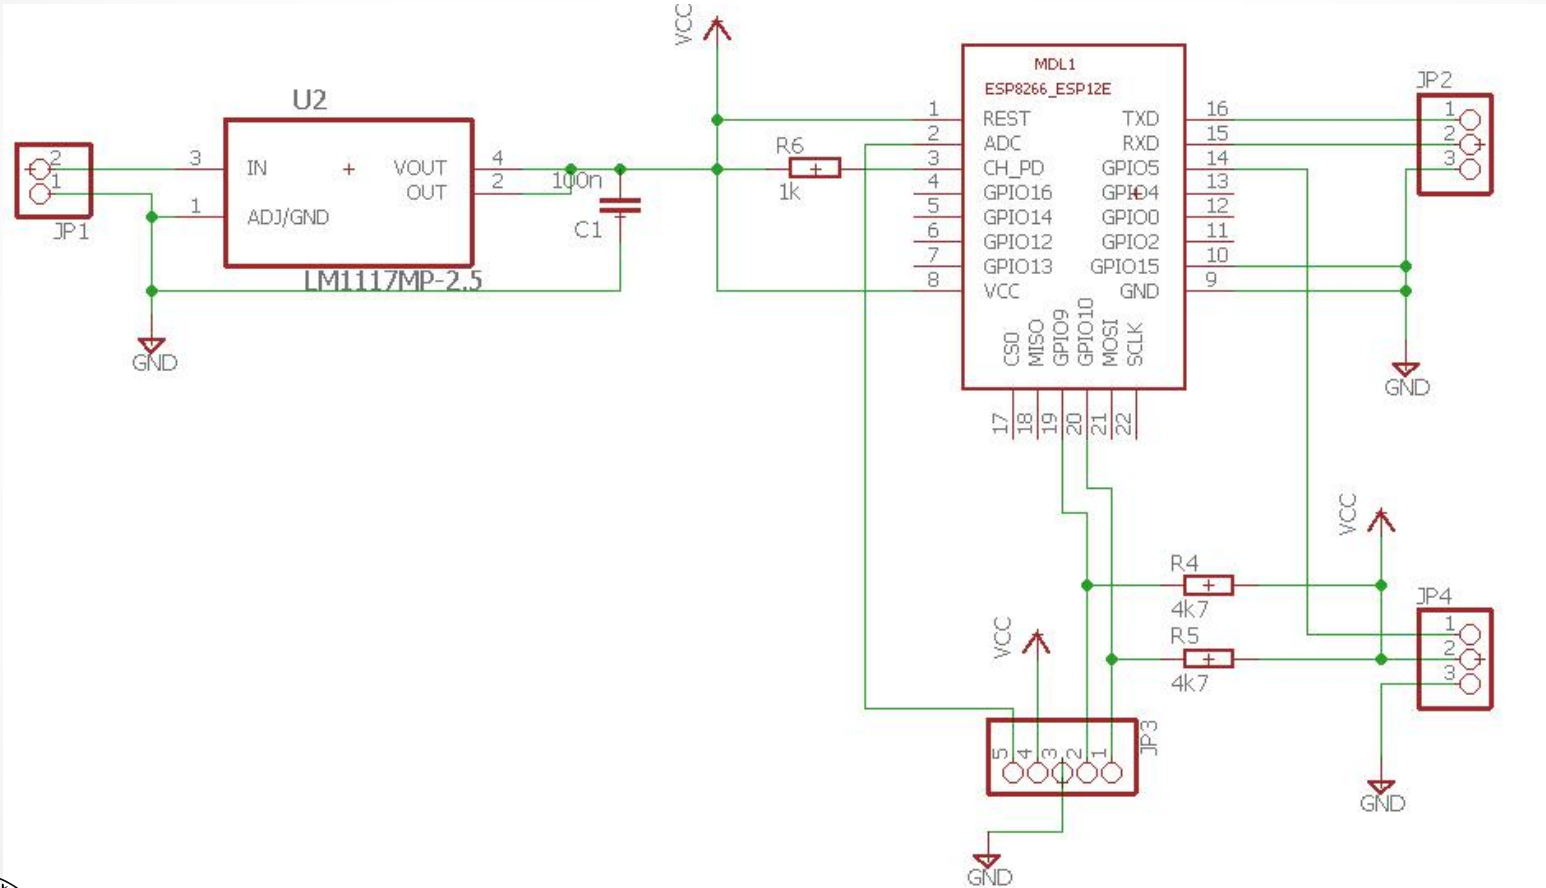 VCC
U2
2
1
JP1
3
IN
VOUT
4
OUT
2
1
ADJ/GND
LM1117MP-2.5
100n
C1
GND
R6
1k
MDL1
ESP8266_ESP12E
1
REST
TXD
16
2
ADC
RXD
15
3
CH_PD
GPIO5
14
4
GPIO16
GPIO4
13
5
GPIO14
GPIO0
12
6
GPIO12
GPIO2
11
7
GPIO13
GPIO15
10
8
VCC
GND
9
CS0
MISO
GPIO9
GPIO10
MOSI
SCLK
17
18
19
20
21
22
JP2
1
2
3
GND
VCC
R4
4k7
R5
4k7
JP4
1
2
3
GND
VCC
5
4
3
2
1
JP3
GND